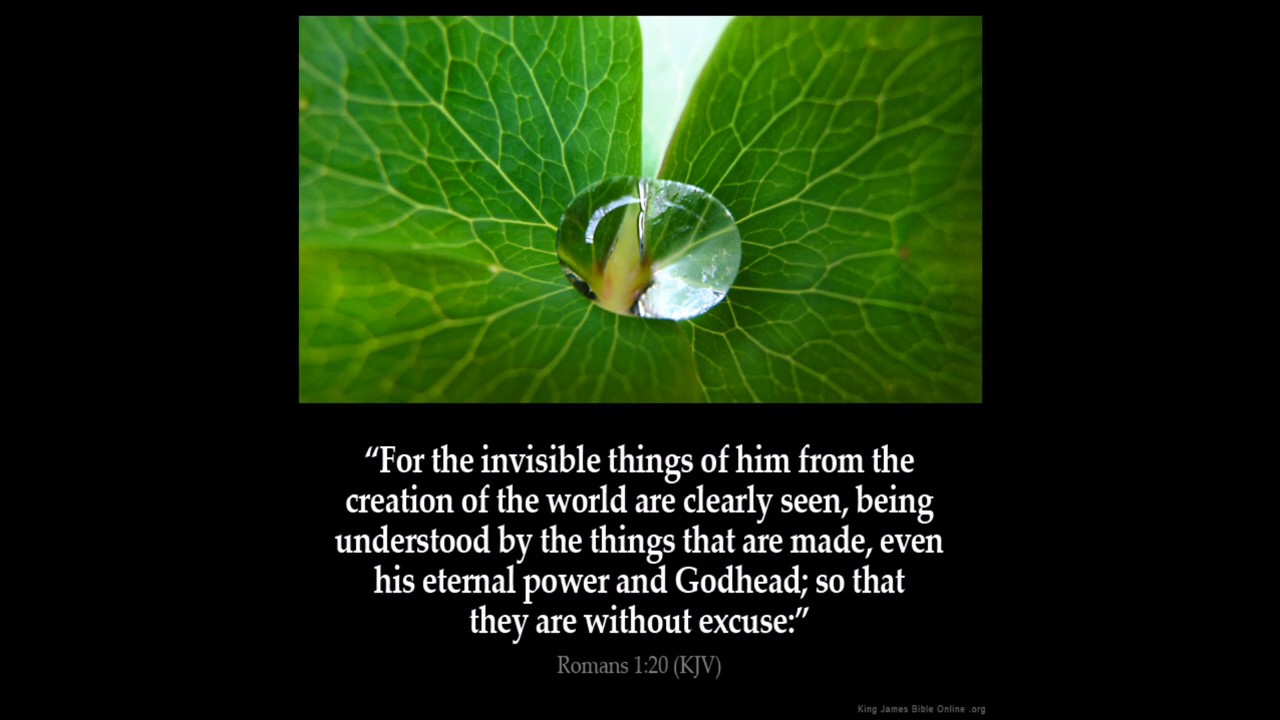 “For the invisible things of him from the
creation of the world are clearly seen, being
understood by the things that are made, even
his eternal power and Godhead; so that
they are without excuse:”
Romans 1:20 (KJV)
King James Bible Online .org